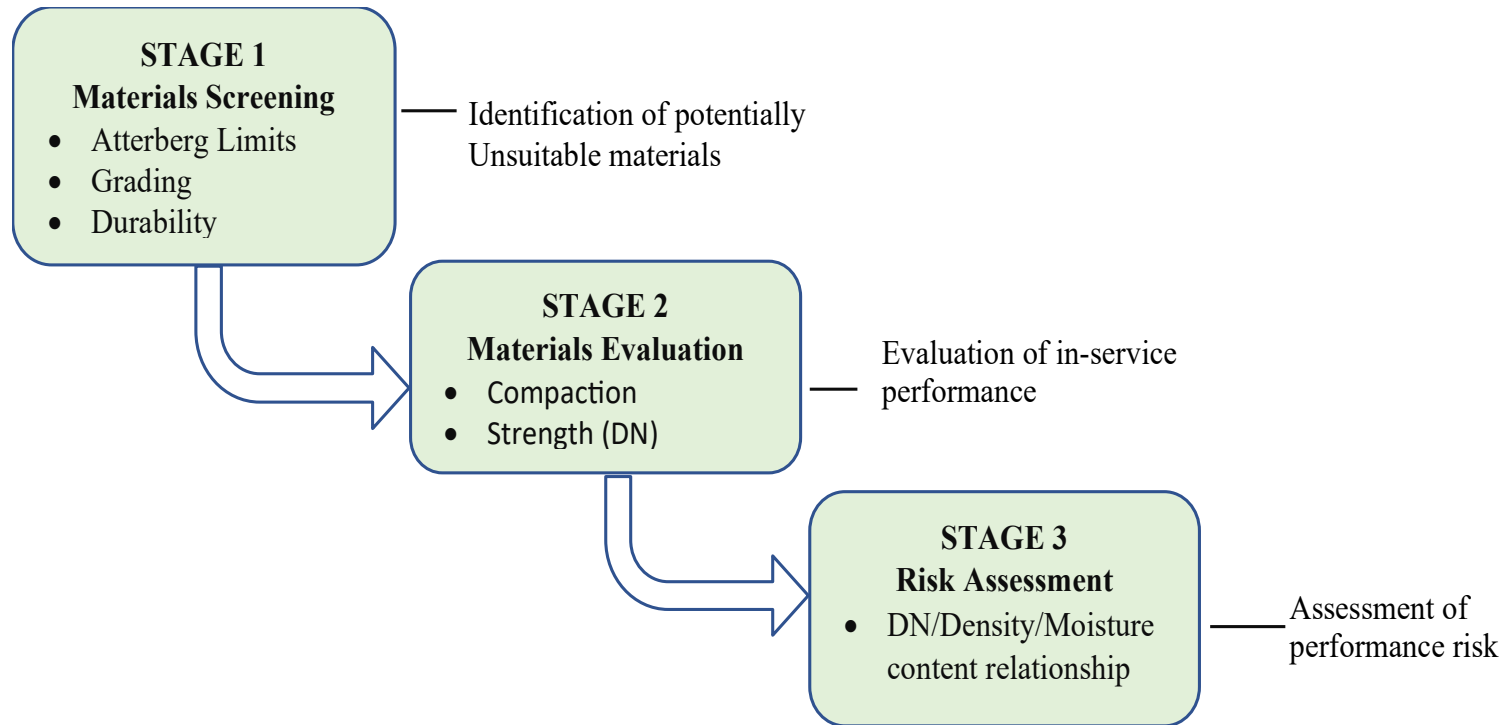 STAGE 1
Materials Screening
• Atterberg Limits
• Grading
• Durability
Identification of potentially
Unsuitable materials
STAGE 2
Materials Evaluation
• Compaction
• Strength (DN)
Evaluation of in-service
performance
STAGE 3
Risk Assessment
• DN/Density/Moisture
content relationship
Assessment of
performance risk